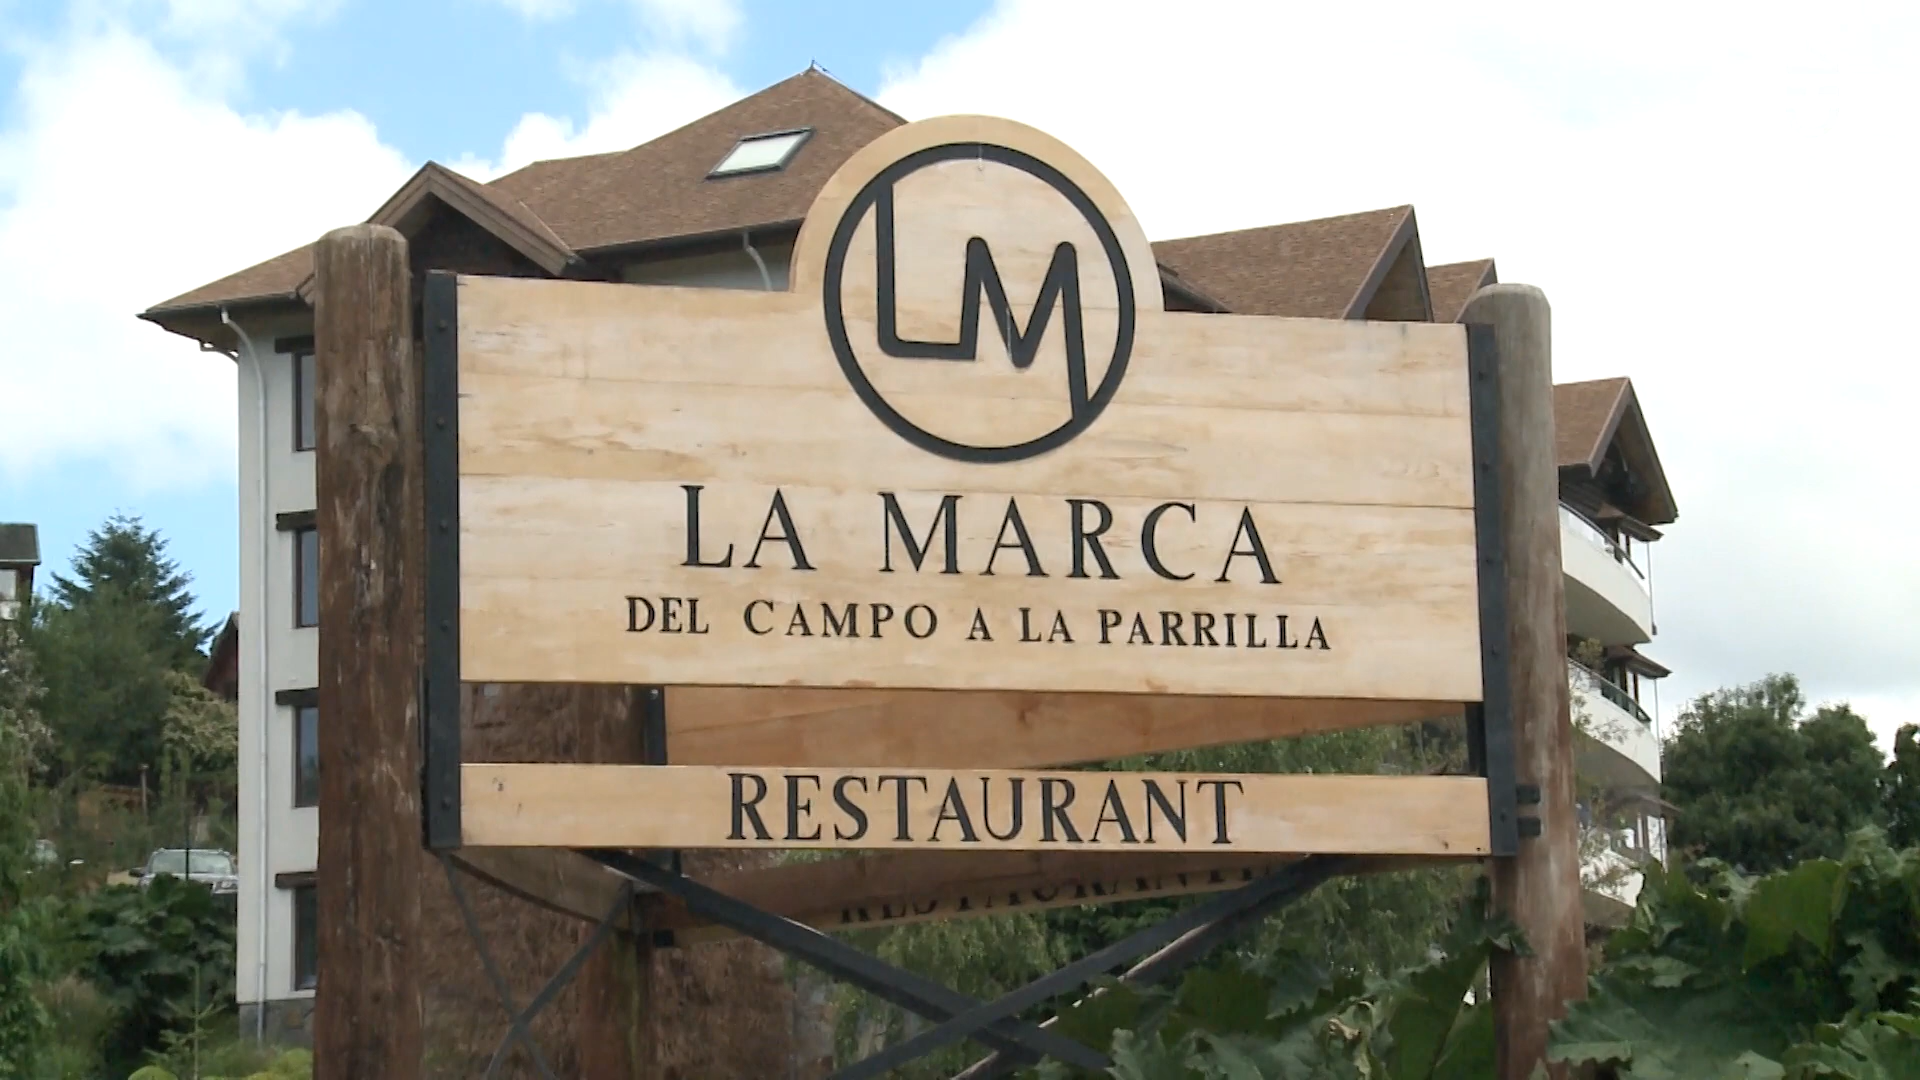 LM
LA MARCA
DEL CAMPO A LA PARRILLA
RESTAURANT